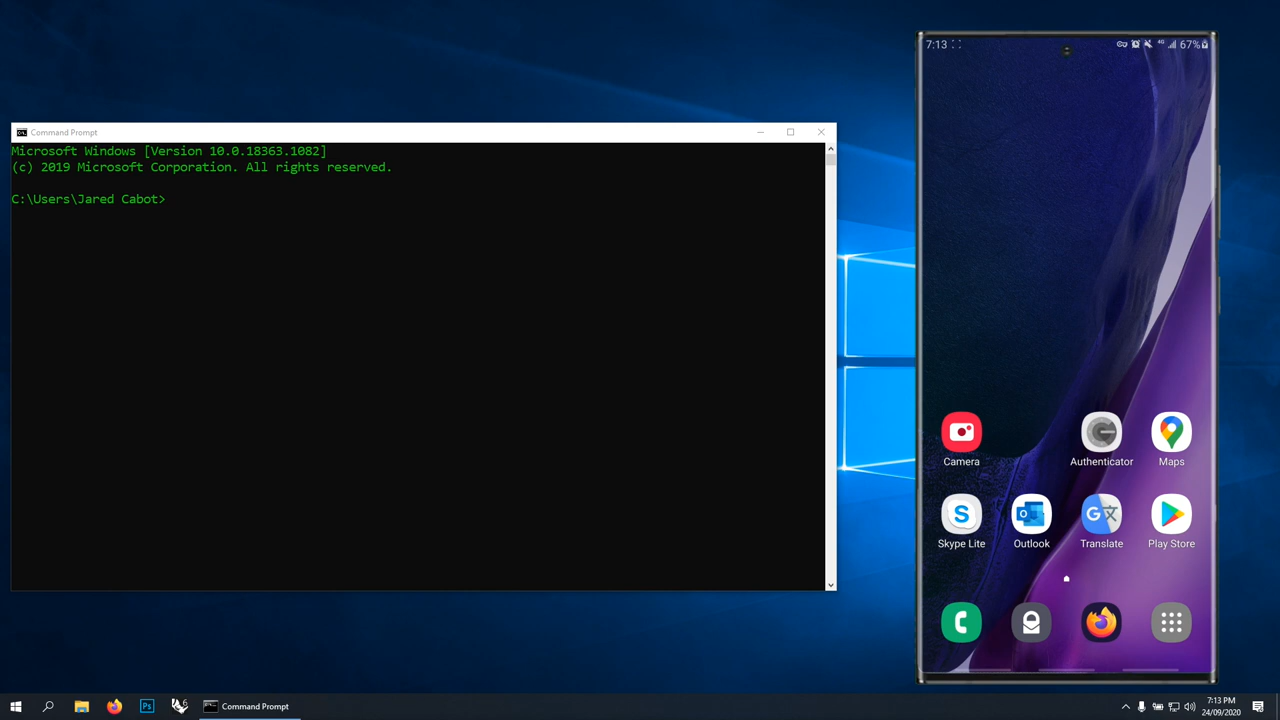 Command Prompt
Microsoft Windows [Version 10.0.18363.1082]
(c) 2019 Microsoft Corporation. All rights reserved.
C:\Users\Jared Cabot>
7:13
4G
67%
Camera
Authenticator
Maps
Skype Lite
Outlook
Translate
Play Store
Ps
Command Prompt
7:13 PM
24/09/2020